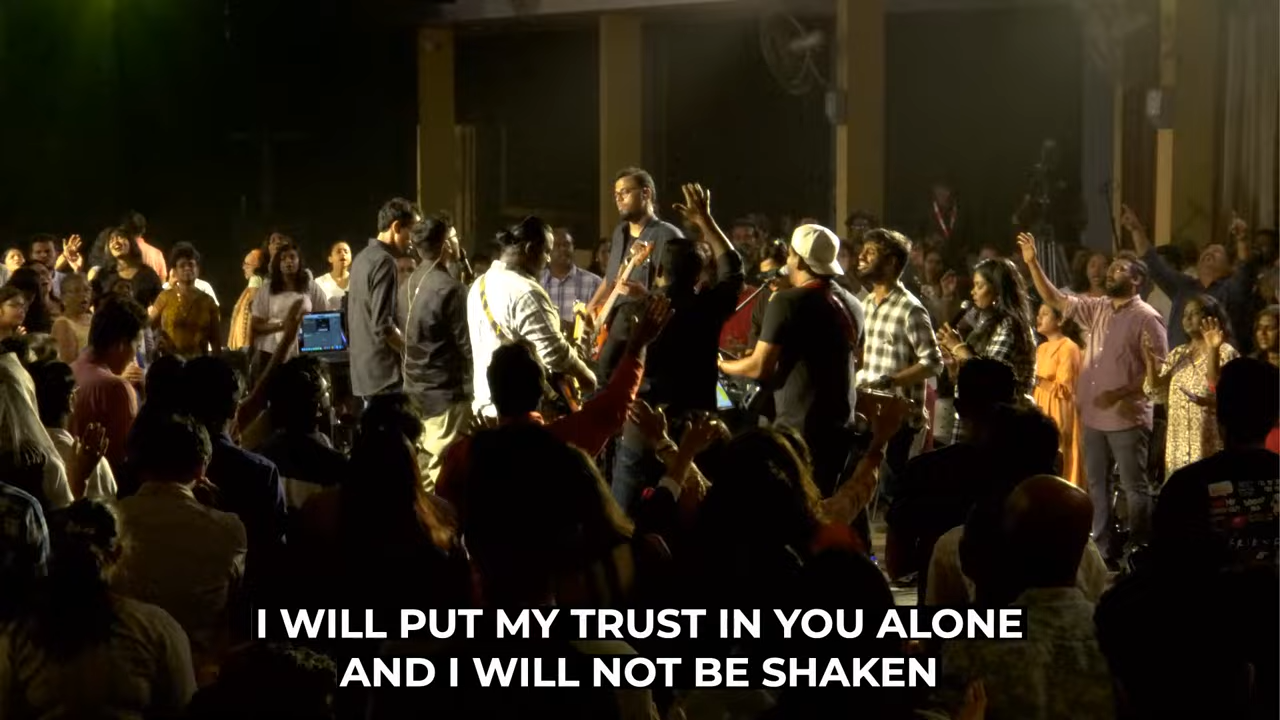 I WILL PUT MY TRUST IN YOU ALONE
AND I WILL NOT BE SHAKEN